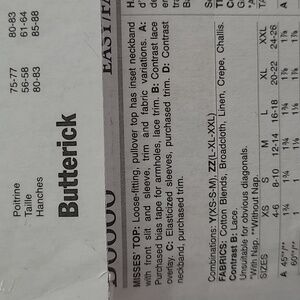 Poitrine 75-77 80-83
Taille 56-58 61-64
Hanches 80-83 85-88
Butterick
MISSES' TOP: Loose-fitting, pullover top has inset neckband
with front slit and sleeve, trim and fabric variations. A:
Purchased bias tape for armholes, lace trim. B: Contrast lace
overlay. C: Elasticized sleeves, purchased trim. D: Contrast
neckband, purchased trim.
Combinations: Y(XS-S-M), ZZ(L-XL-XXL)
FABRICS: Cotton Blends, Broadcloth, Linen, Crepe, Challis.
Contrast B: Lace.
Unsuitable for obvious diagonals.
*With Nap. **Without Nap.
SIZES XS S M L XL XXL
4-6 8-10 12-14 16-18 20-22 24-26
A 45"
60"